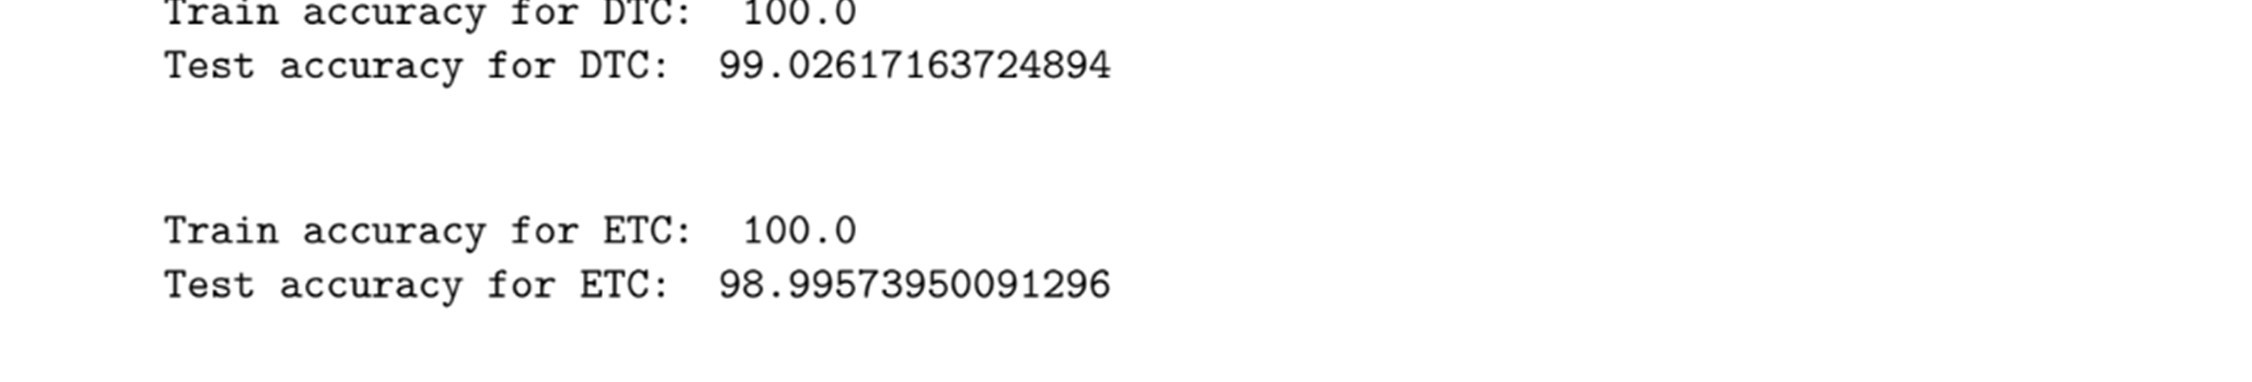 Train accuracy for DTC:  100.0
Test accuracy for DTC:  99.02617163724894
Train accuracy for ETC:  100.0
Test accuracy for ETC:  98.99573950091296